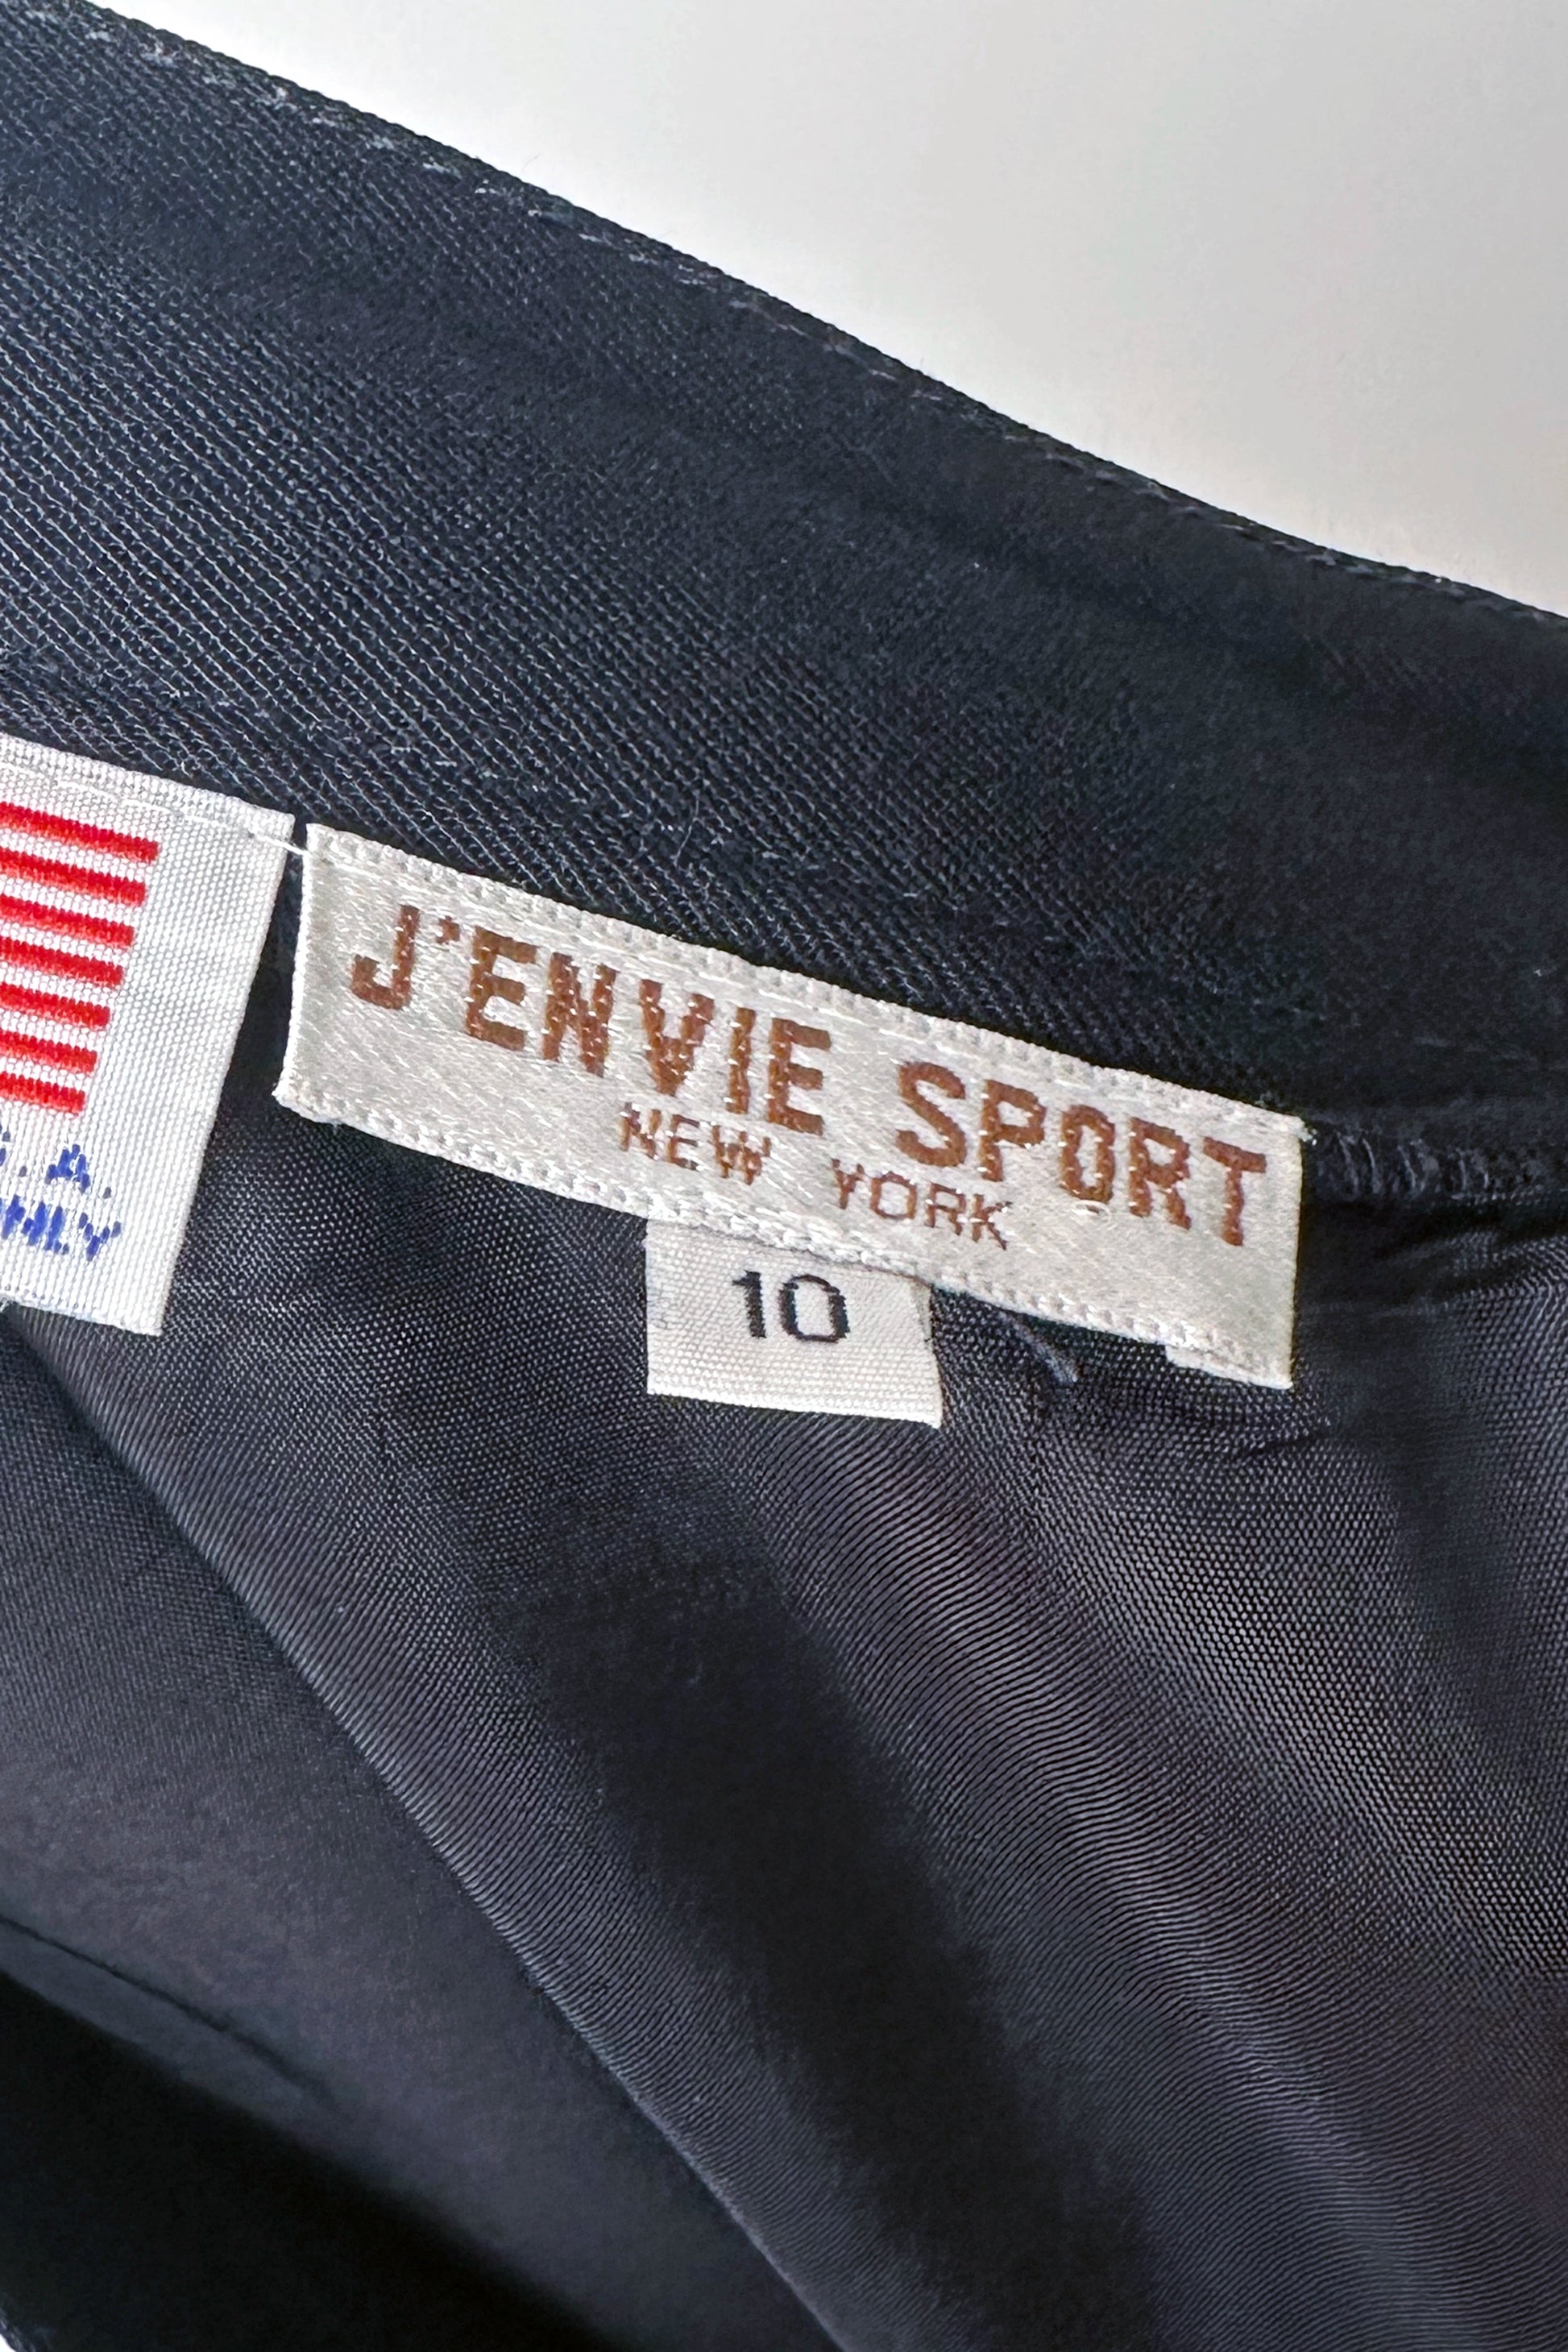 J'ENVIE SPORT
NEW YORK
10
.A.